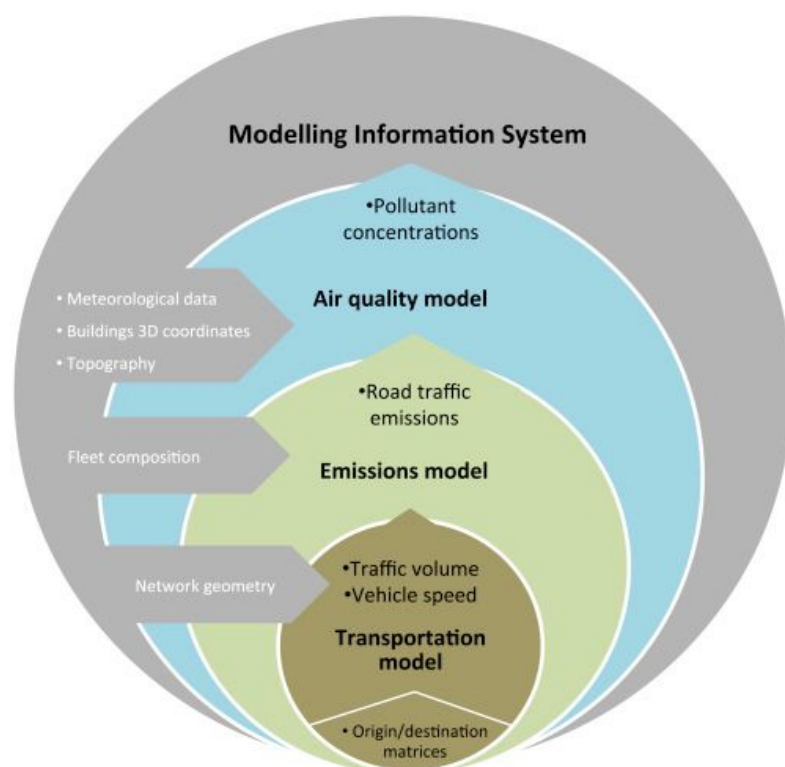 Modelling Information System
•Pollutant
concentrations
• Meteorological data
• Buildings 3D coordinates
• Topography
Air quality model
•Road traffic
emissions
Fleet composition
Emissions model
Network geometry
•Traffic volume
•Vehicle speed
Transportation
model
• Origin/destination
matrices